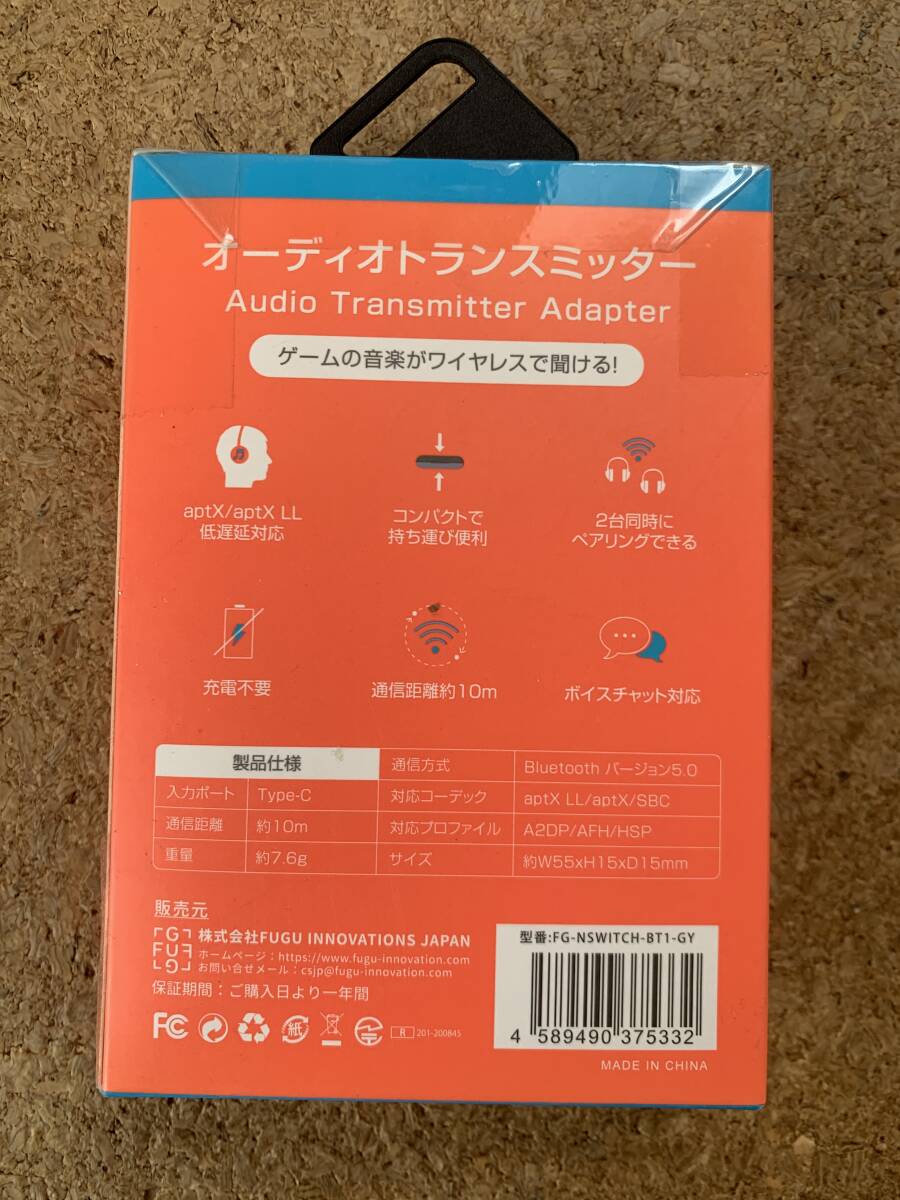 オーディオトランスミッター
Audio Transmitter Adapter
ゲームの音楽がワイヤレスで聞ける!
aptX/aptX LL
低遅延対応
コンパクトで
持ち運び便利
2台同時に
ペアリングできる
充電不要
通信距離約10m
ボイスチャット対応
製品仕様
通信方式
Bluetooth バージョン5.0
入力ポート
Type-C
対応コーデック
aptX LL/aptX/SBC
通信距離
約10m
対応プロファイル
A2DP/AFH/HSP
重量
約7.6g
サイズ
約W55xH15xD15mm
販売元
FUGU
株式会社FUGU INNOVATIONS JAPAN
ホームページ:https://www.fugu-innovation.com
お問い合せメール:csjp@fugu-innovation.com
保証期間:ご購入日より一年間
FC
紙
R 201-200845
型番:FG-NSWITCH-BT1-GY
4 589490 375332
MADE IN CHINA